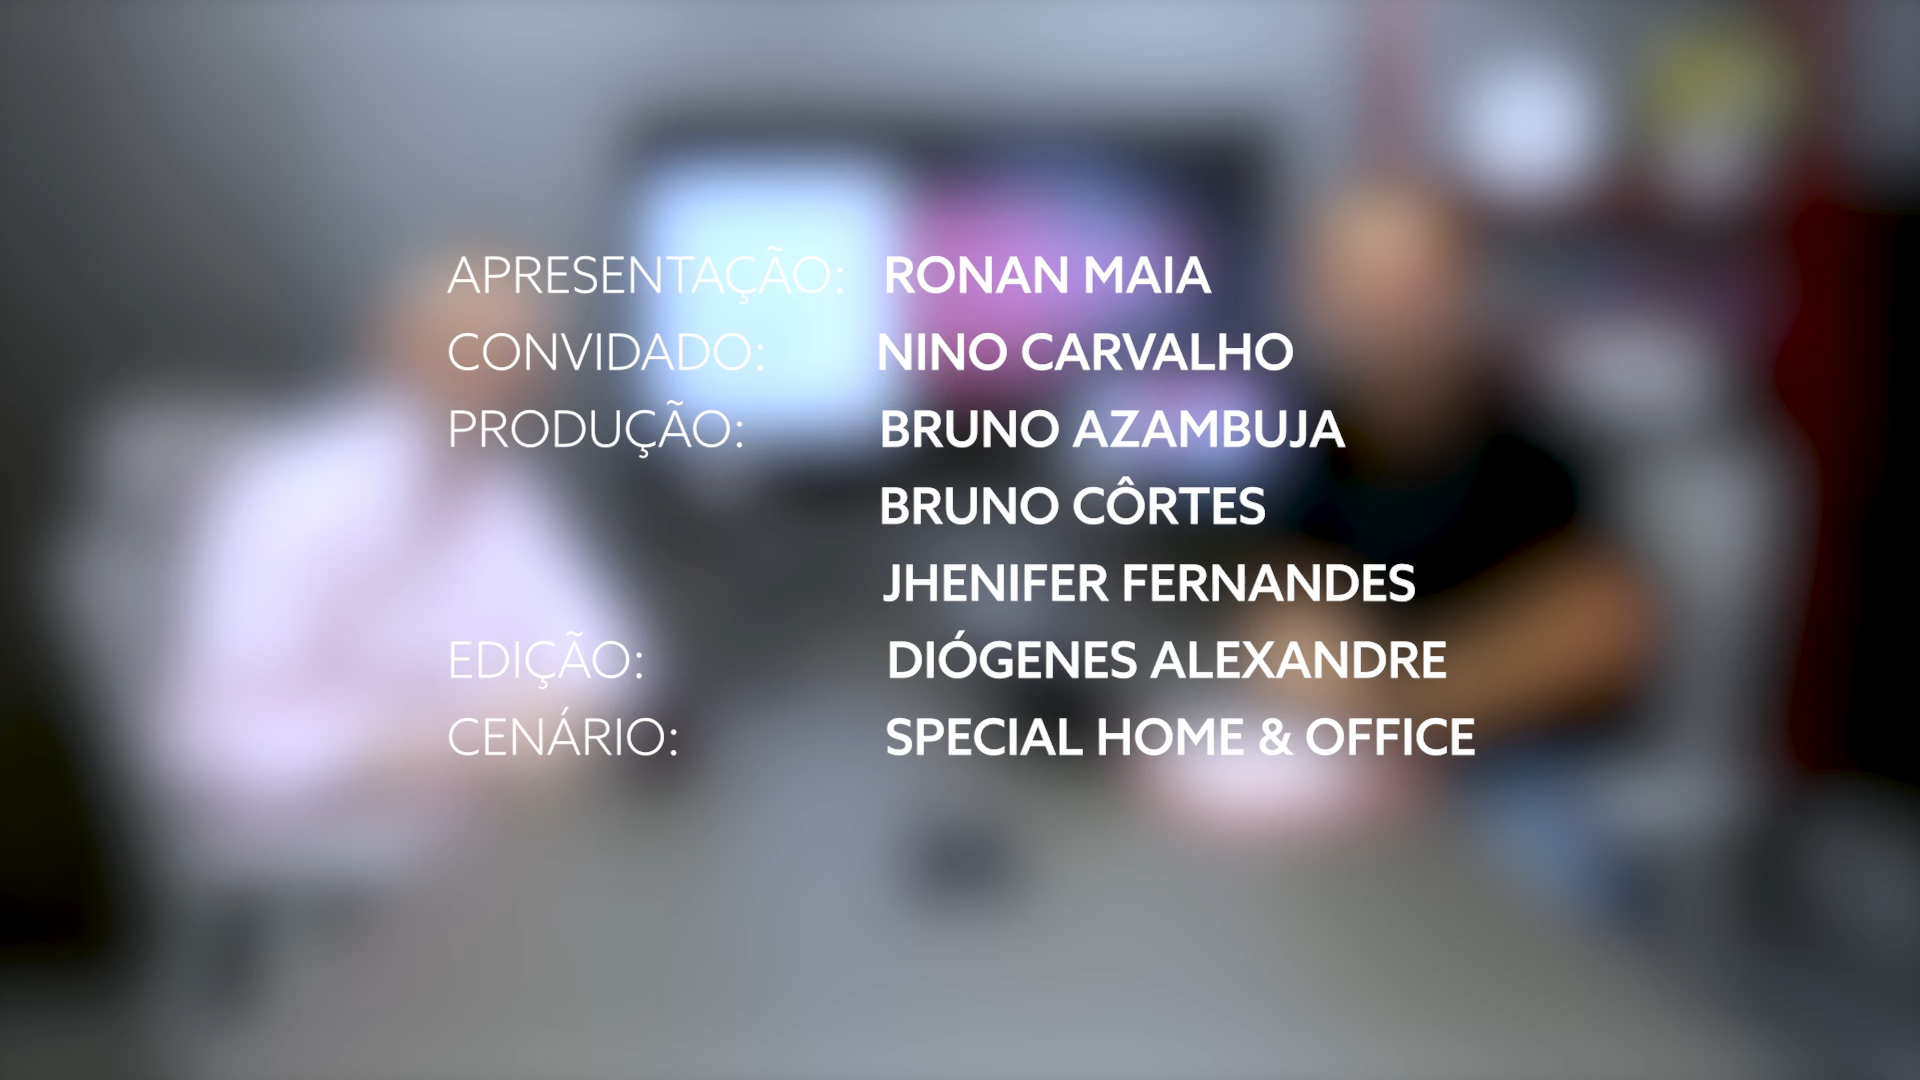 APRESENTAÇÃO: RONAN MAIA
CONVIDADO: NINO CARVALHO
PRODUÇÃO: BRUNO AZAMBUJA
BRUNO CÔRTES
JHENIFER FERNANDES
EDIÇÃO: DIÓGENES ALEXANDRE
CENÁRIO: SPECIAL HOME & OFFICE